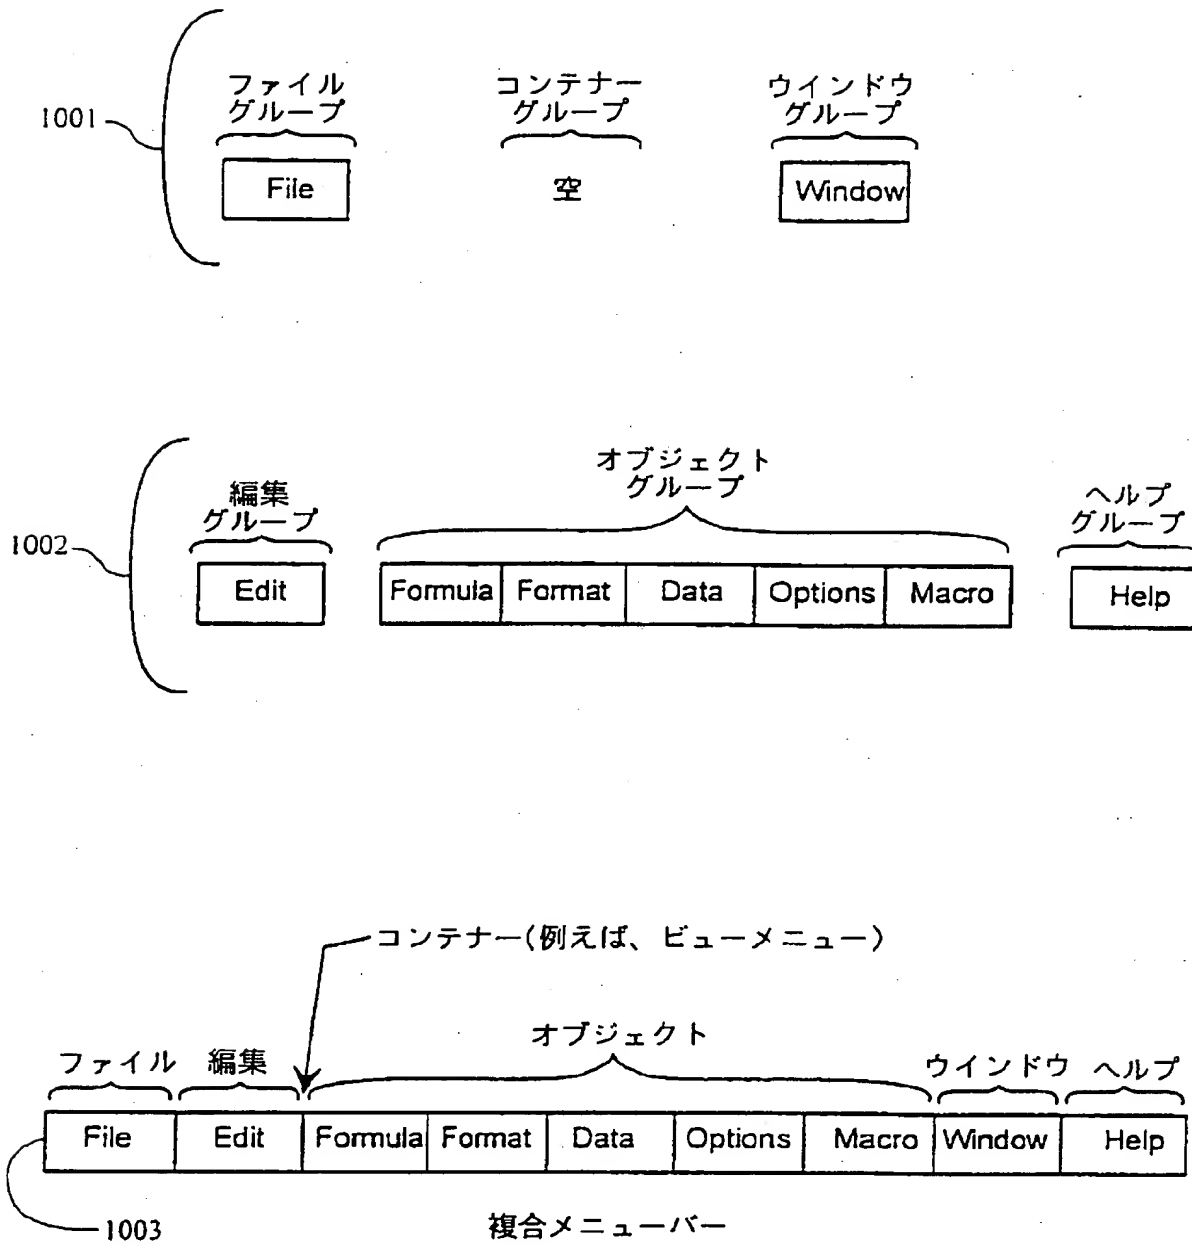 ファイル
グループ
コンテナー
グループ
ウインドウ
グループ
1001
File
空
Window
オブジェクト
グループ
編集
グループ
ヘルプ
グループ
1002
Edit
Formula Format Data Options Macro
Help
コンテナー(例えば、ビューメニュー)
オブジェクト
ファイル 編集
ウインドウ ヘルプ
File Edit Formula Format Data Options Macro Window Help
1003
複合メニューバー